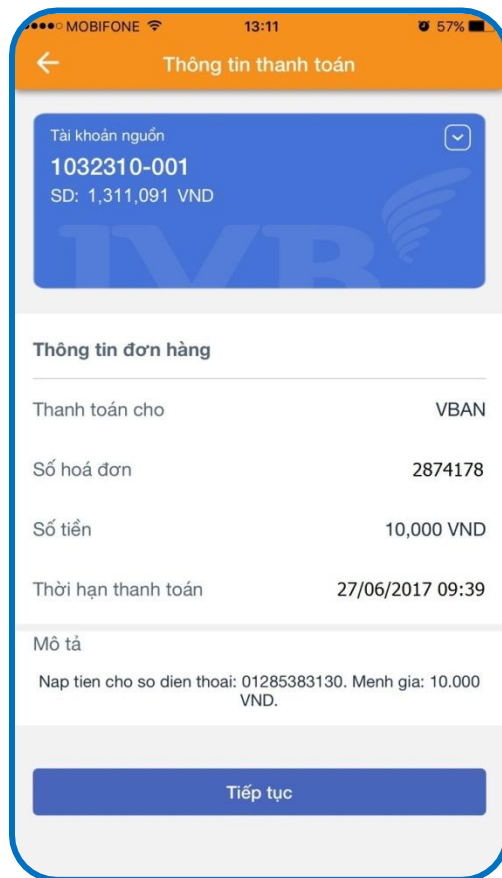 MOBIFONE 13:11 57%
Thông tin thanh toán
Tài khoản nguồn
1032310-001
SD: 1,311,091 VND
IVB
Thông tin đơn hàng
Thanh toán cho VBAN
Số hoá đơn 2874178
Số tiền 10,000 VND
Thời hạn thanh toán 27/06/2017 09:39
Mô tả
Nap tien cho so dien thoai: 01285383130. Menh gia: 10.000
VND.
Tiếp tục